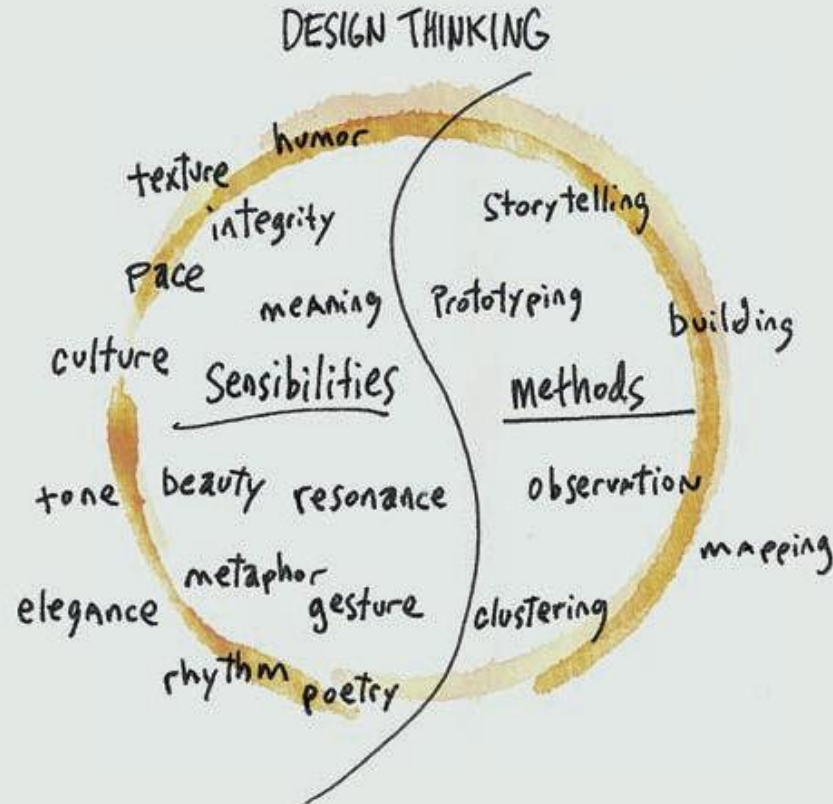 DESIGN THINKING
humor
texture
integrity
Pace
meaning
culture
Sensibilities
tone
beauty
resonance
metaphor
elegance
gesture
rhythm
poetry
Storytelling
Prototyping
building
Methods
observation
mapping
clustering